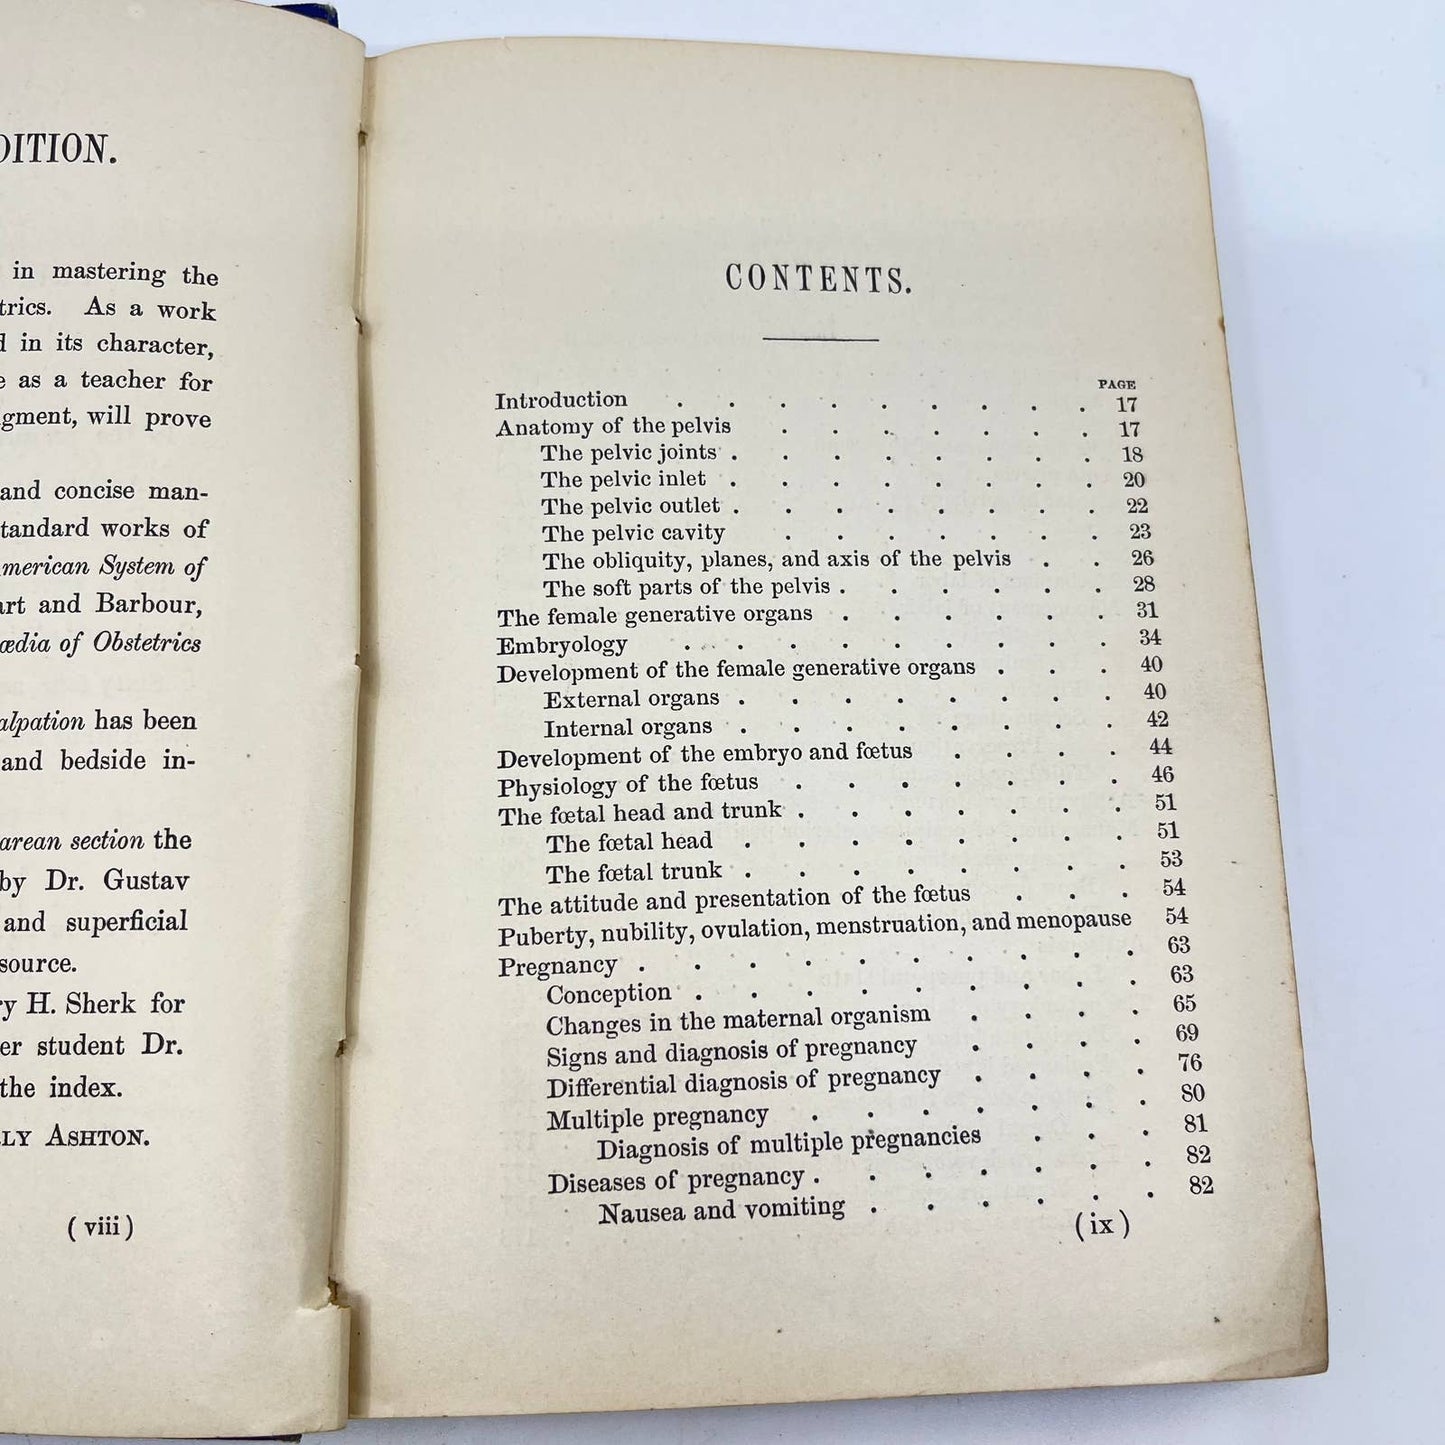 DITION.
in mastering the
trics. As a work
d in its character,
e as a teacher for
gment, will prove
and concise man-
tandard works of
merican System of
art and Barbour,
œdia of Obstetrics
alpation has been
and bedside in-
arean section the
by Dr. Gustav
and superficial
source.
ry H. Sherk for
er student Dr.
the index.
LLY ASHTON.
( viii )
CONTENTS.
PAGE
Introduction . . . . . . . . . 17
Anatomy of the pelvis . . . . . . . 17
The pelvic joints . . . . . . . . 18
The pelvic inlet . . . . . . . . 20
The pelvic outlet . . . . . . . . 22
The pelvic cavity . . . . . . . 23
The obliquity, planes, and axis of the pelvis . . 26
The soft parts of the pelvis . . . . . . 28
The female generative organs . . . . . . 31
Embryology . . . . . . . . . 34
Development of the female generative organs . . . 40
External organs . . . . . . . . 40
Internal organs . . . . . . . . 42
Development of the embryo and fœtus . . . . 44
Physiology of the fœtus . . . . . . . 46
The fœtal head and trunk . . . . . . . 51
The fœtal head . . . . . . . . 51
The fœtal trunk . . . . . . . . 53
The attitude and presentation of the fœtus . . . 54
Puberty, nubility, ovulation, menstruation, and menopause 54
Pregnancy . . . . . . . . . . 63
Conception . . . . . . . . . 63
Changes in the maternal organism . . . . 65
Signs and diagnosis of pregnancy . . . . 69
Differential diagnosis of pregnancy . . . . 76
Multiple pregnancy . . . . . . . 80
Diagnosis of multiple pregnancies . . . 81
Diseases of pregnancy . . . . . . . 82
Nausea and vomiting . . . . . . 82
( ix )